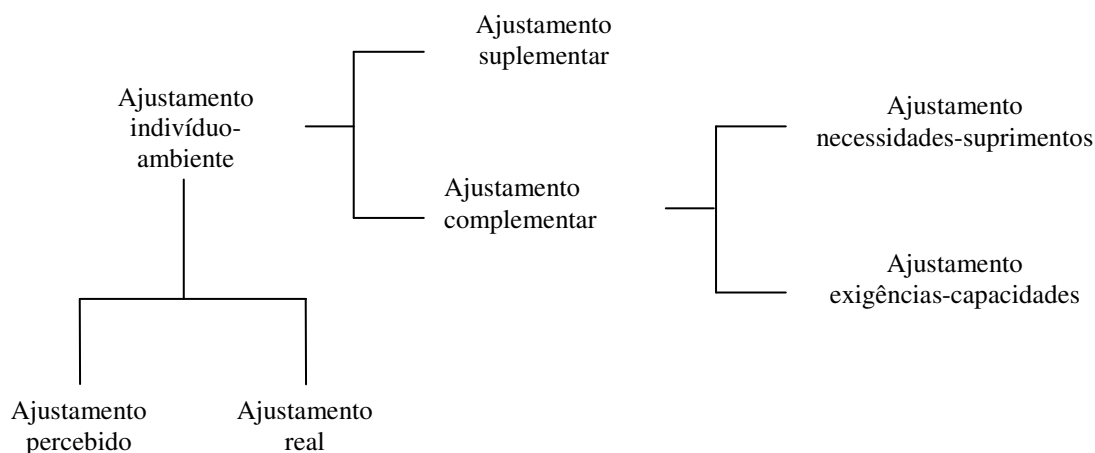 Ajustamento
suplementar
Ajustamento
indivíduo-
ambiente
Ajustamento
necessidades-suprimentos
Ajustamento
complementar
Ajustamento
exigências-capacidades
Ajustamento
percebido
Ajustamento
real